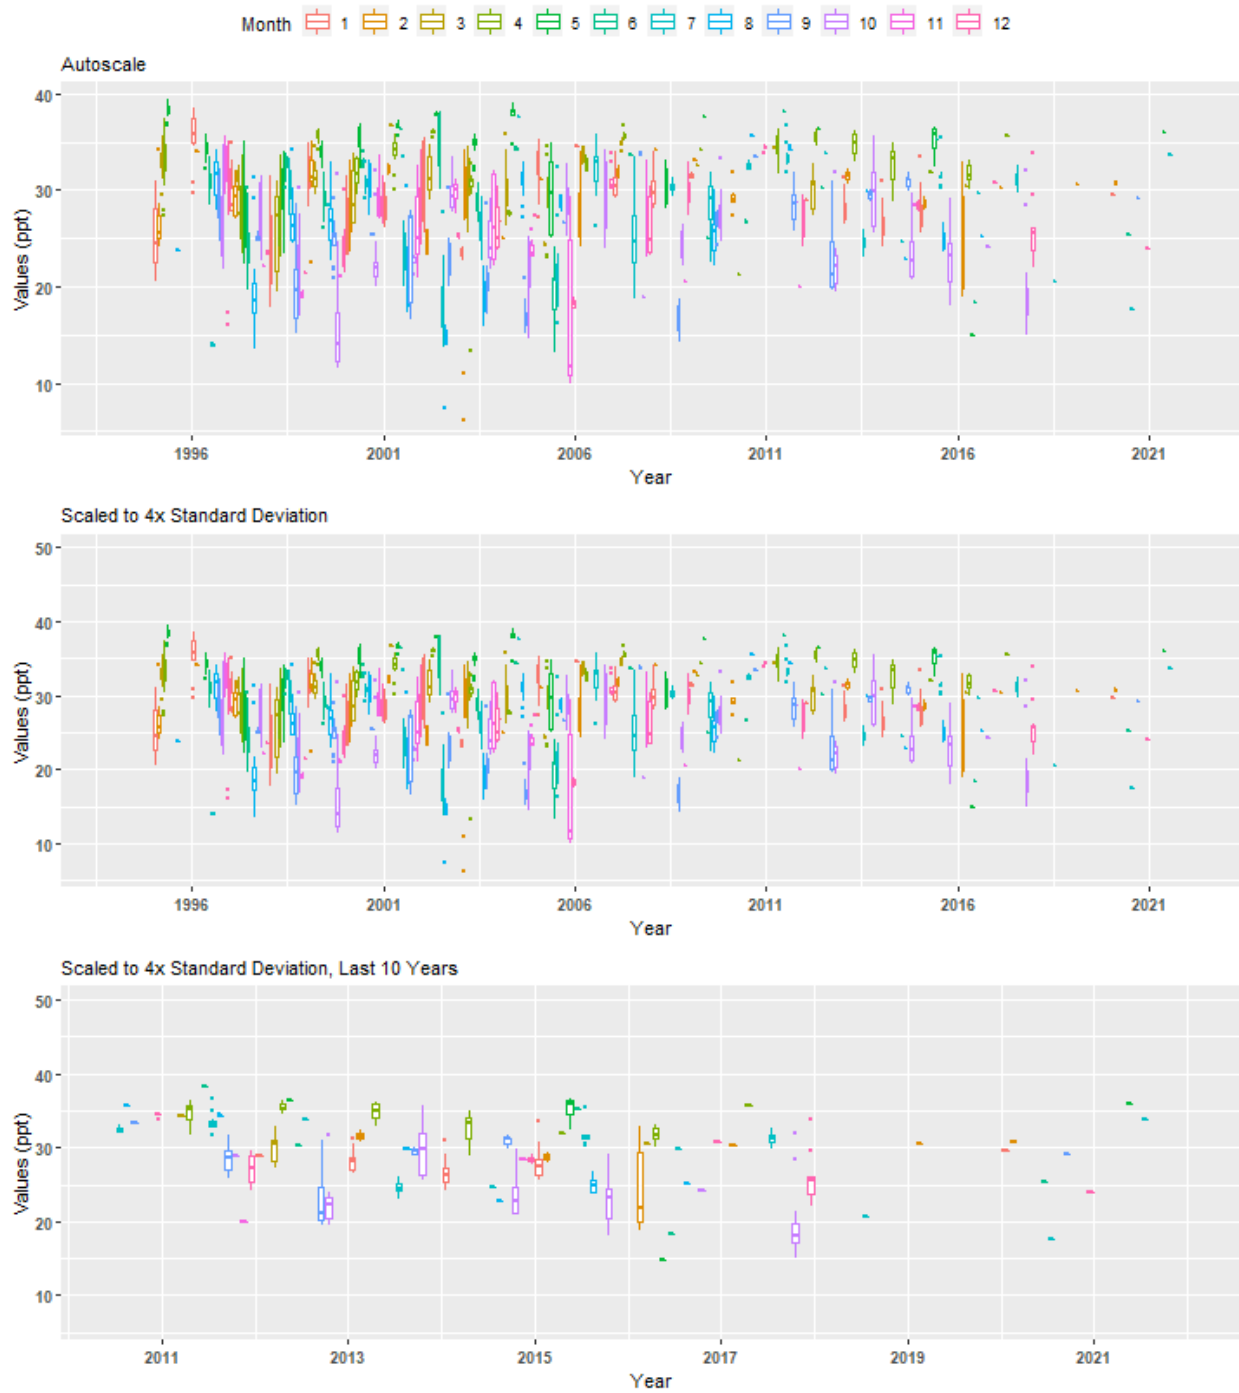 Month 1 2 3 4 5 6 7 8 9 10 11 12
Autoscale
40
30
20
10
Values (ppt)
1996 2001 2006 2011 2016 2021
Year
Scaled to 4x Standard Deviation
50
40
30
20
10
Values (ppt)
1996 2001 2006 2011 2016 2021
Year
Scaled to 4x Standard Deviation, Last 10 Years
50
40
30
20
10
Values (ppt)
2011 2013 2015 2017 2019 2021
Year